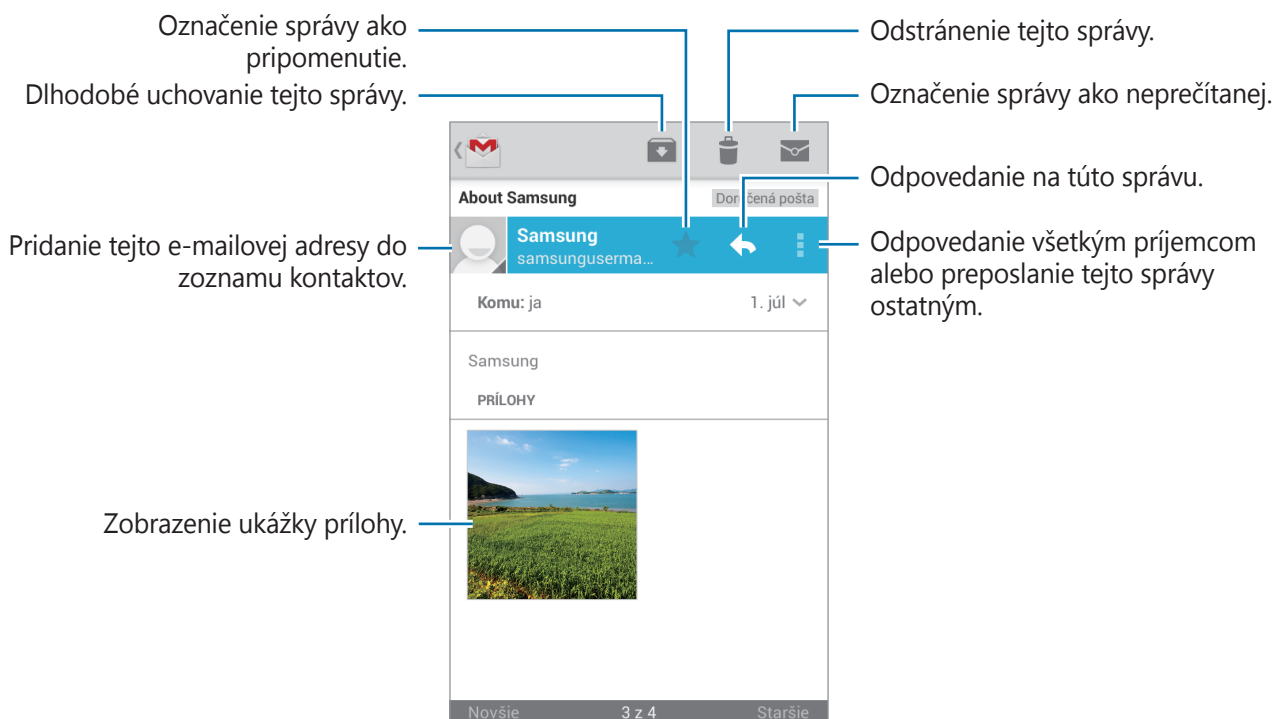 Označenie správy ako
pripomenutie.
Dlhodobé uchovanie tejto správy.
Pridanie tejto e-mailovej adresy do
zoznamu kontaktov.
Zobrazenie ukážky prílohy.
About Samsung
Doručená pošta
Samsung
samsunguserma...
Komu: ja
1. júl
Samsung
PRÍLOHY
Novšie
3 z 4
Staršie
Odstránenie tejto správy.
Označenie správy ako neprečítanej.
Odpovedanie na túto správu.
Odpovedanie všetkým príjemcom
alebo preposlanie tejto správy
ostatným.